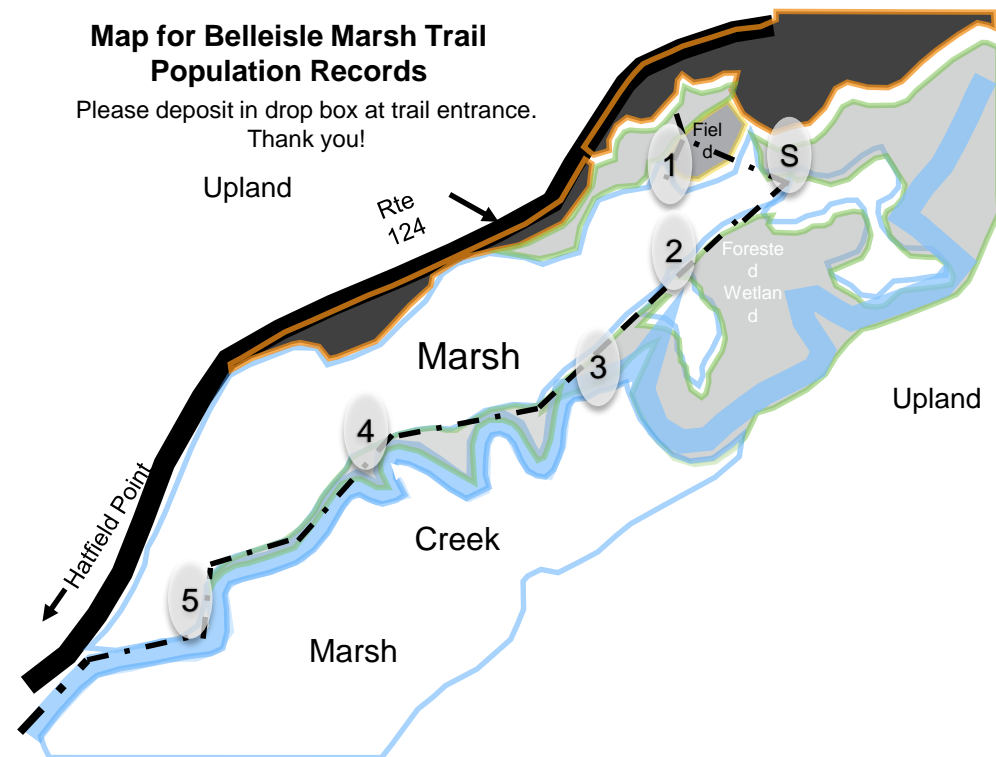 Map for Belleisle Marsh Trail
Population Records
Please deposit in drop box at trail entrance.
Thank you!
Upland
Rte
124
Fiel
d
1
S
2
Foreste
d
Wetlan
d
Marsh
3
Upland
4
Hatfield Point
Creek
5
Marsh